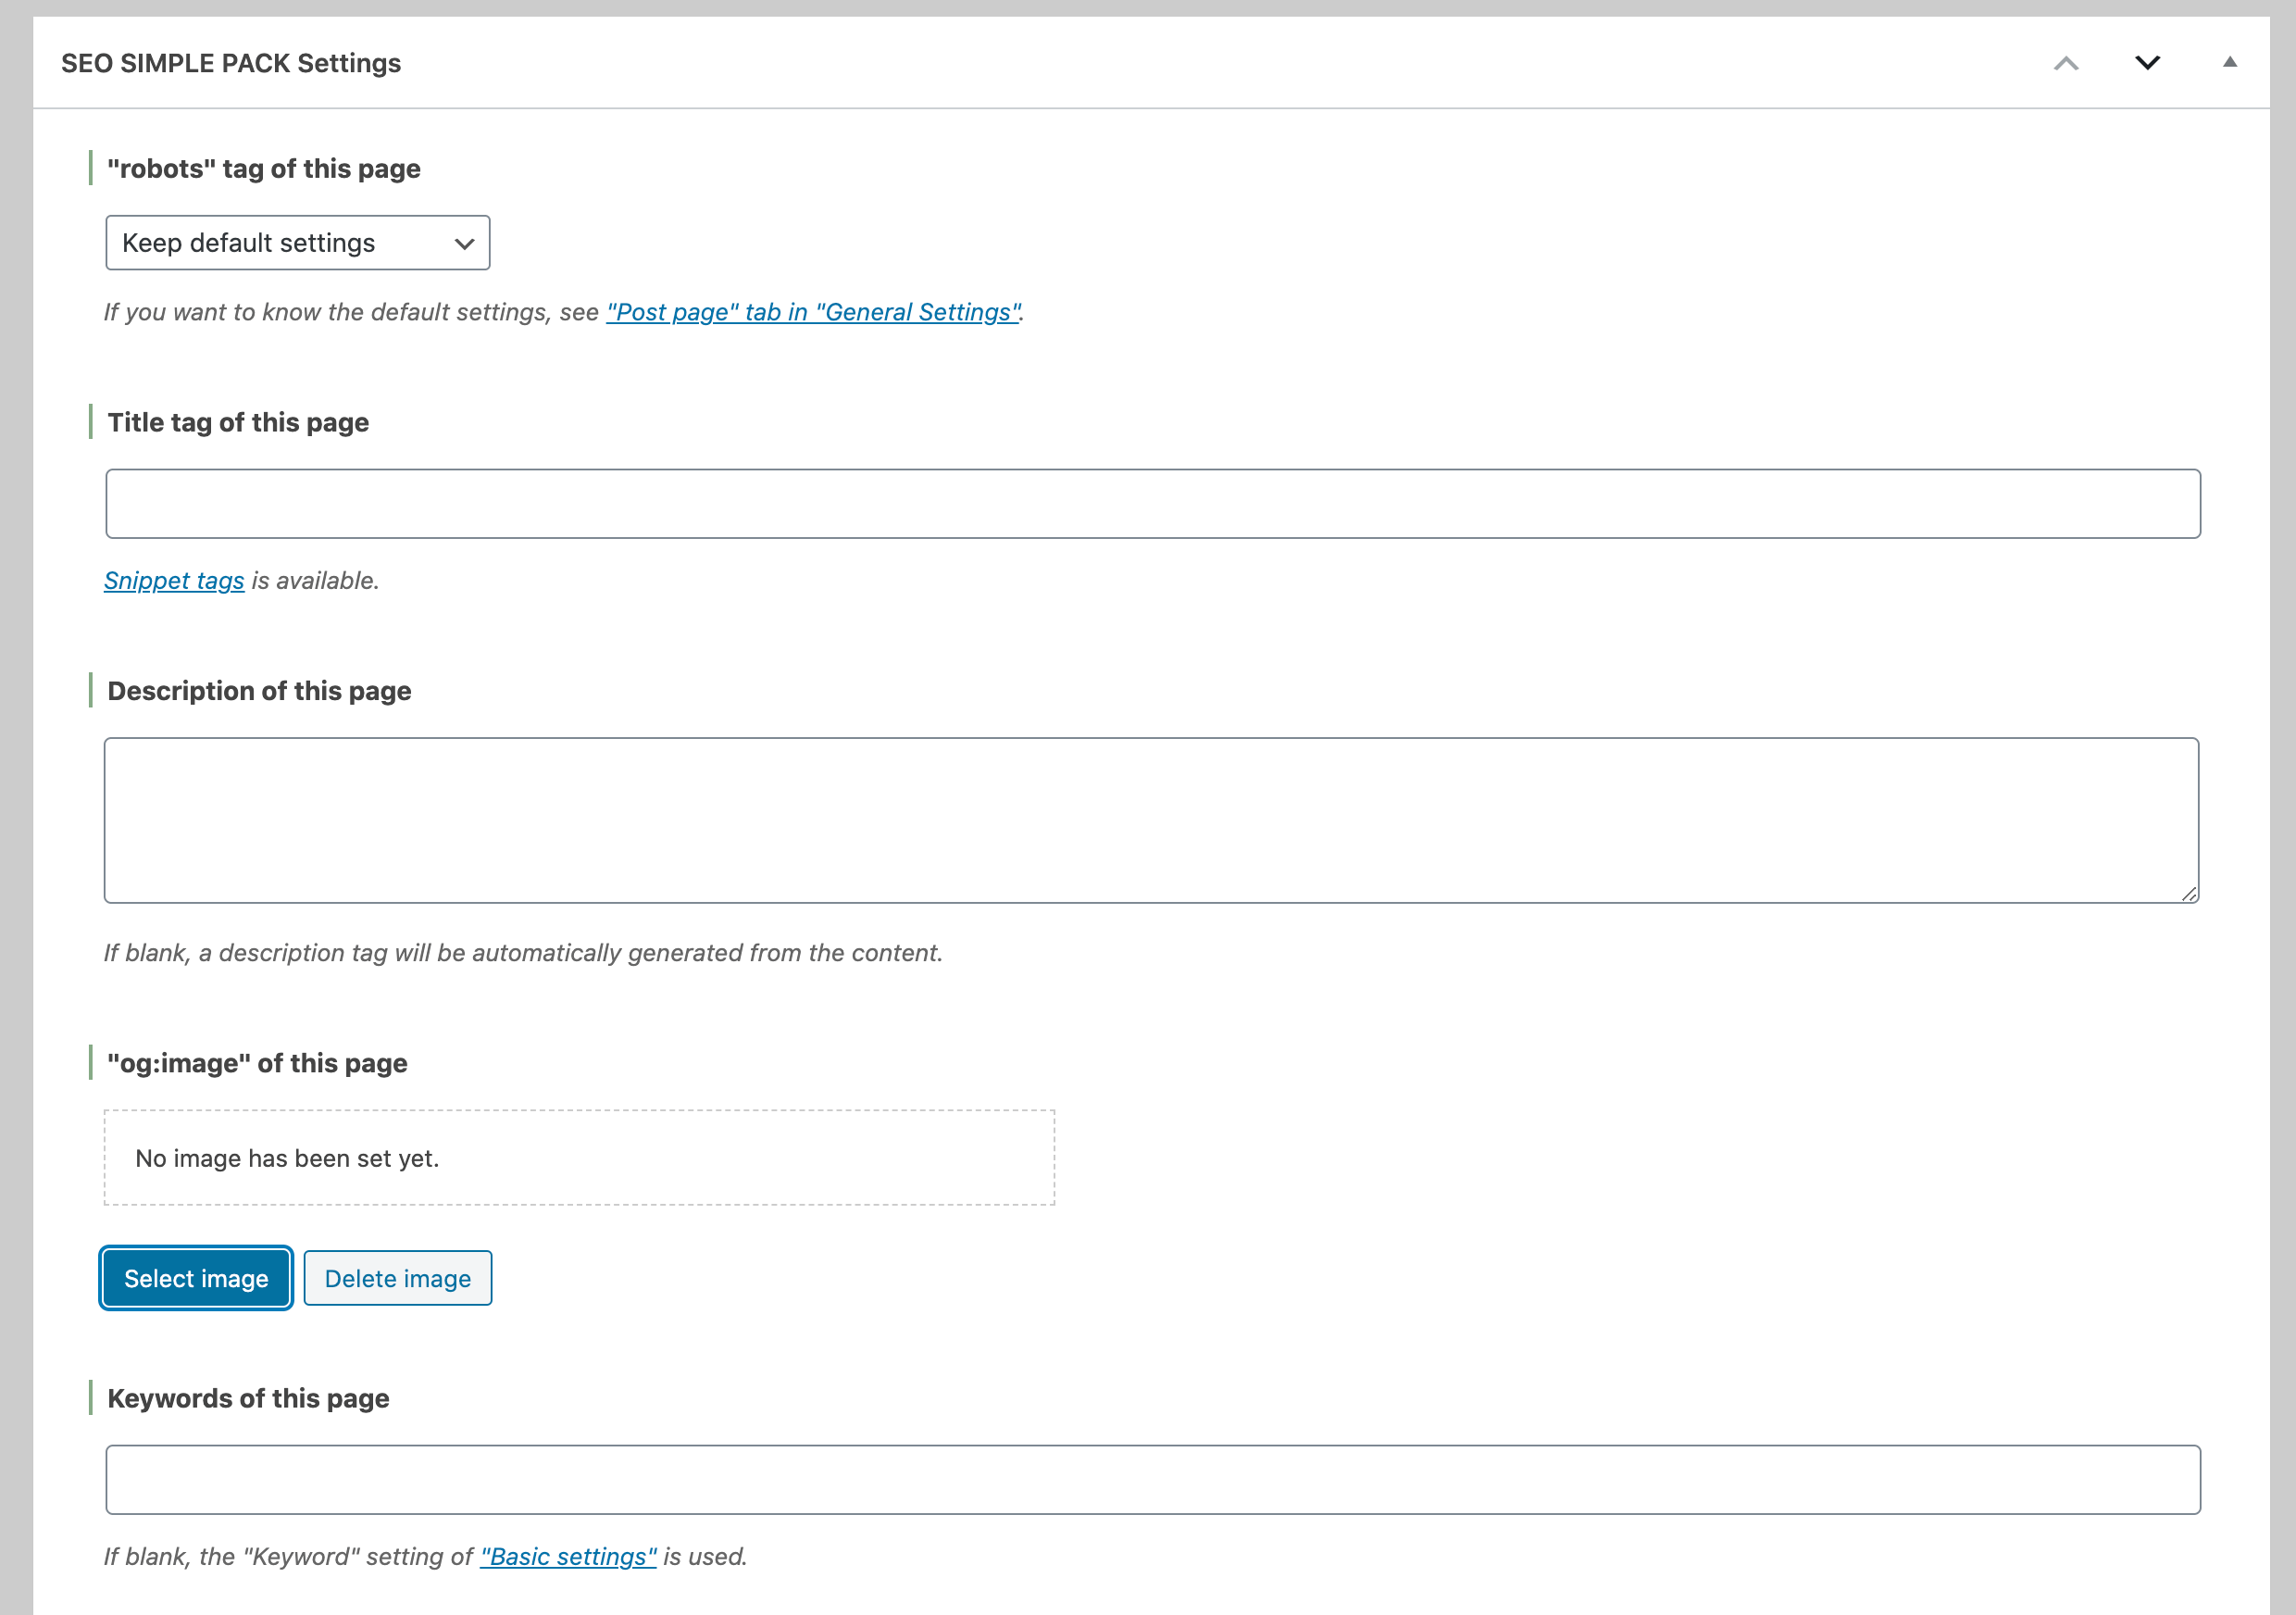 SEO SIMPLE PACK Settings
"robots" tag of this page
Keep default settings
If you want to know the default settings, see "Post page" tab in "General Settings".
Title tag of this page
Snippet tags is available.
Description of this page
If blank, a description tag will be automatically generated from the content.
"og:image" of this page
No image has been set yet.
Select image Delete image
Keywords of this page
If blank, the "Keyword" setting of "Basic settings" is used.